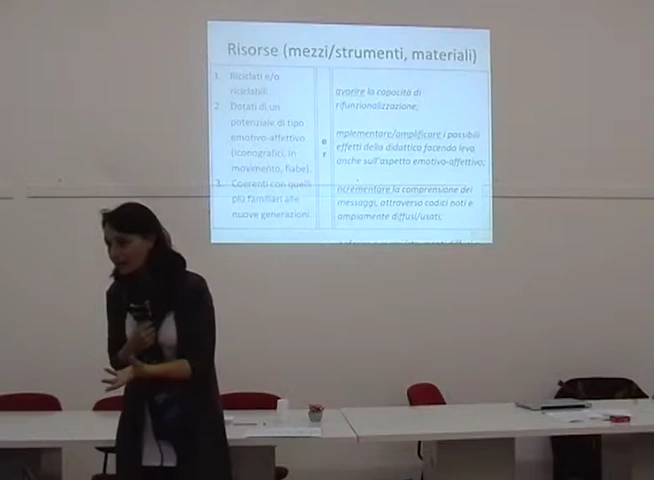 Risorse (mezzi/strumenti, materiali)
1. Riciclati e/o
riciclabili.
2. Dotati di un
potenziale di tipo
emotivo-affettivo
(iconografici, in
movimento, fiabe).
3. Coerenti con quelli
più familiari alle
nuove generazioni.
e
r
avorire la capacità di
rifunzionalizzazione;
mplementare/amplificare i possibili
effetti della didattica facendo leva
anche sull'aspetto emotivo-affettivo;
ncrementare la comprensione dei
messaggi, attraverso codici noti e
ampiamente diffusi/usati;